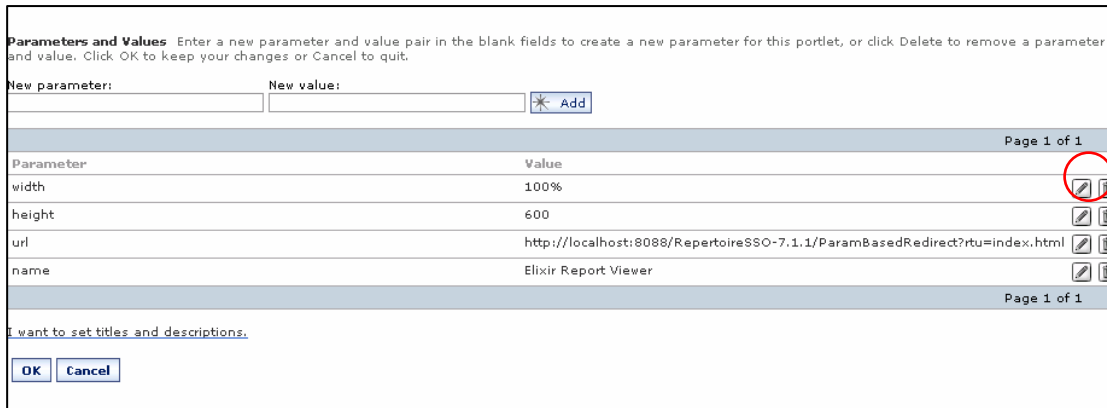 Parameters and Values Enter a new parameter and value pair in the blank fields to create a new parameter for this portlet, or click Delete to remove a parameter
and value. Click OK to keep your changes or Cancel to quit.
New parameter: New value:
Add
Page 1 of 1
Parameter Value
width 100%
height 600
url http://localhost:8088/RepertoireSSO-7.1.1/ParamBasedRedirect?rtu=index.html
name Elixir Report Viewer
Page 1 of 1
I want to set titles and descriptions.
OK Cancel